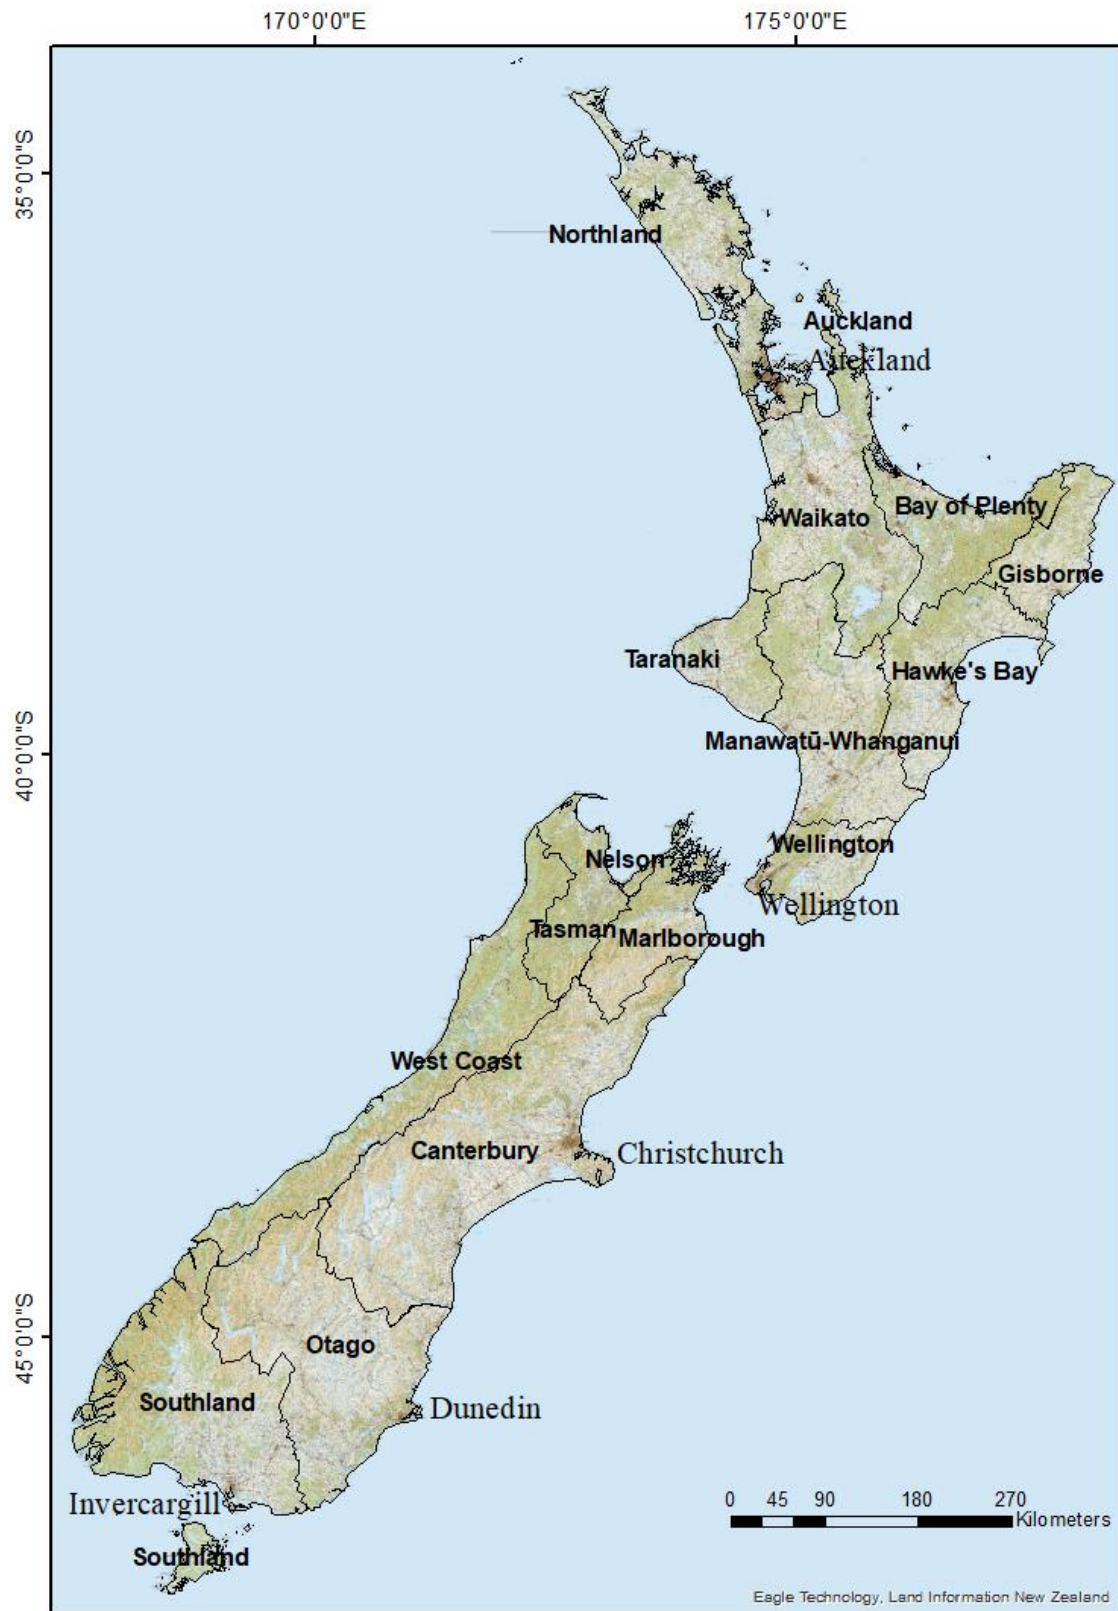 170°0'0"E 175°0'0"E
35°0'0"S
Northland
Auckland
Auckland
Bay of Plenty
Waikato
Gisborne
Taranaki
Hawke's Bay
40°0'0"S
Manawatū-Whanganui
Wellington
Nelson
Wellington
Tasman
Marlborough
West Coast
Canterbury
Christchurch
45°0'0"S
Otago
Southland
Dunedin
Invercargill
0 45 90 180 270
Kilometers
Southland
Eagle Technology, Land Information New Zealand